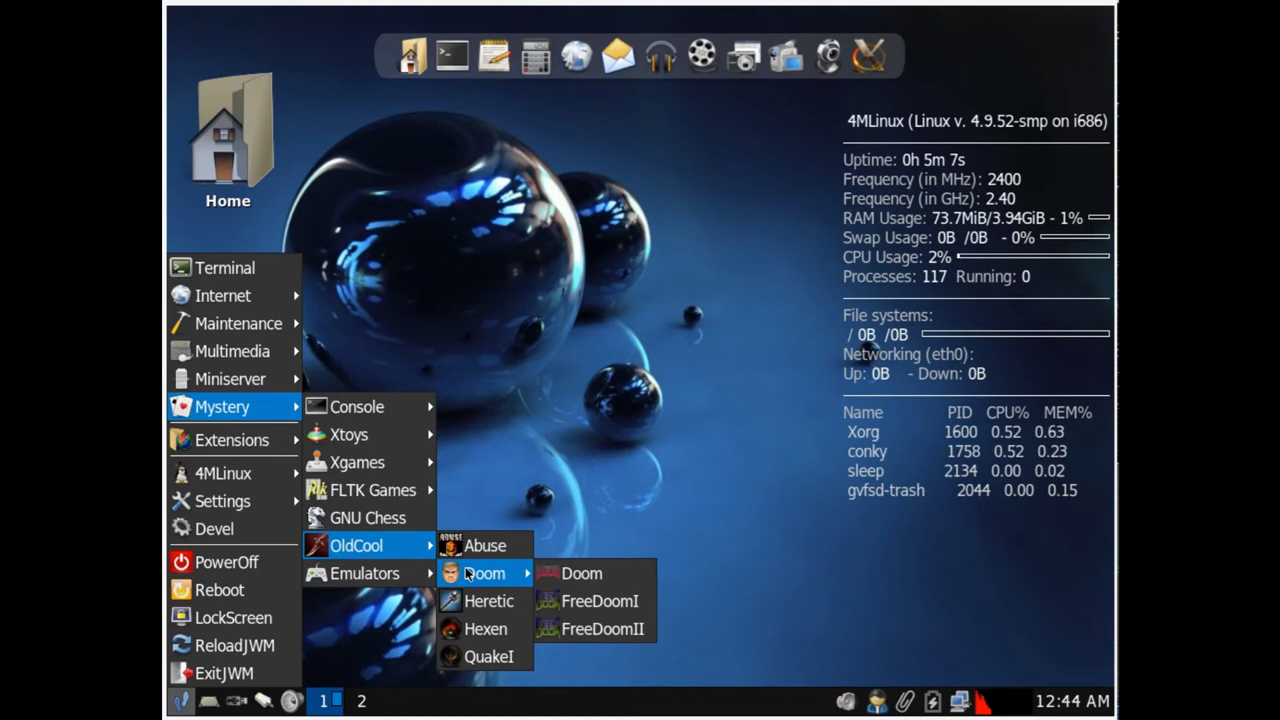 4MLinux (Linux v. 4.9.52-smp on i686)
Uptime: 0h 5m 7s
Frequency (in MHz): 2400
Frequency (in GHz): 2.40
RAM Usage: 73.7MiB/3.94GiB - 1%
Swap Usage: 0B /0B - 0%
CPU Usage: 2%
Processes: 117 Running: 0
File systems:
/ 0B /0B
Networking (eth0):
Up: 0B - Down: 0B
Name PID CPU% MEM%
Xorg 1600 0.52 0.63
conky 1758 0.52 0.23
sleep 2134 0.00 0.02
gvfsd-trash 2044 0.00 0.15
Home
Terminal
Internet
Maintenance
Multimedia
Miniserver
Mystery
Extensions
4MLinux
Settings
Devel
PowerOff
Reboot
LockScreen
ReloadJWM
ExitJWM
Console
Xtoys
Xgames
FLTK Games
GNU Chess
OldCool
Emulators
Abuse
Doom
Heretic
Hexen
QuakeI
Doom
FreeDoomI
FreeDoomII
1 2
12:44 AM